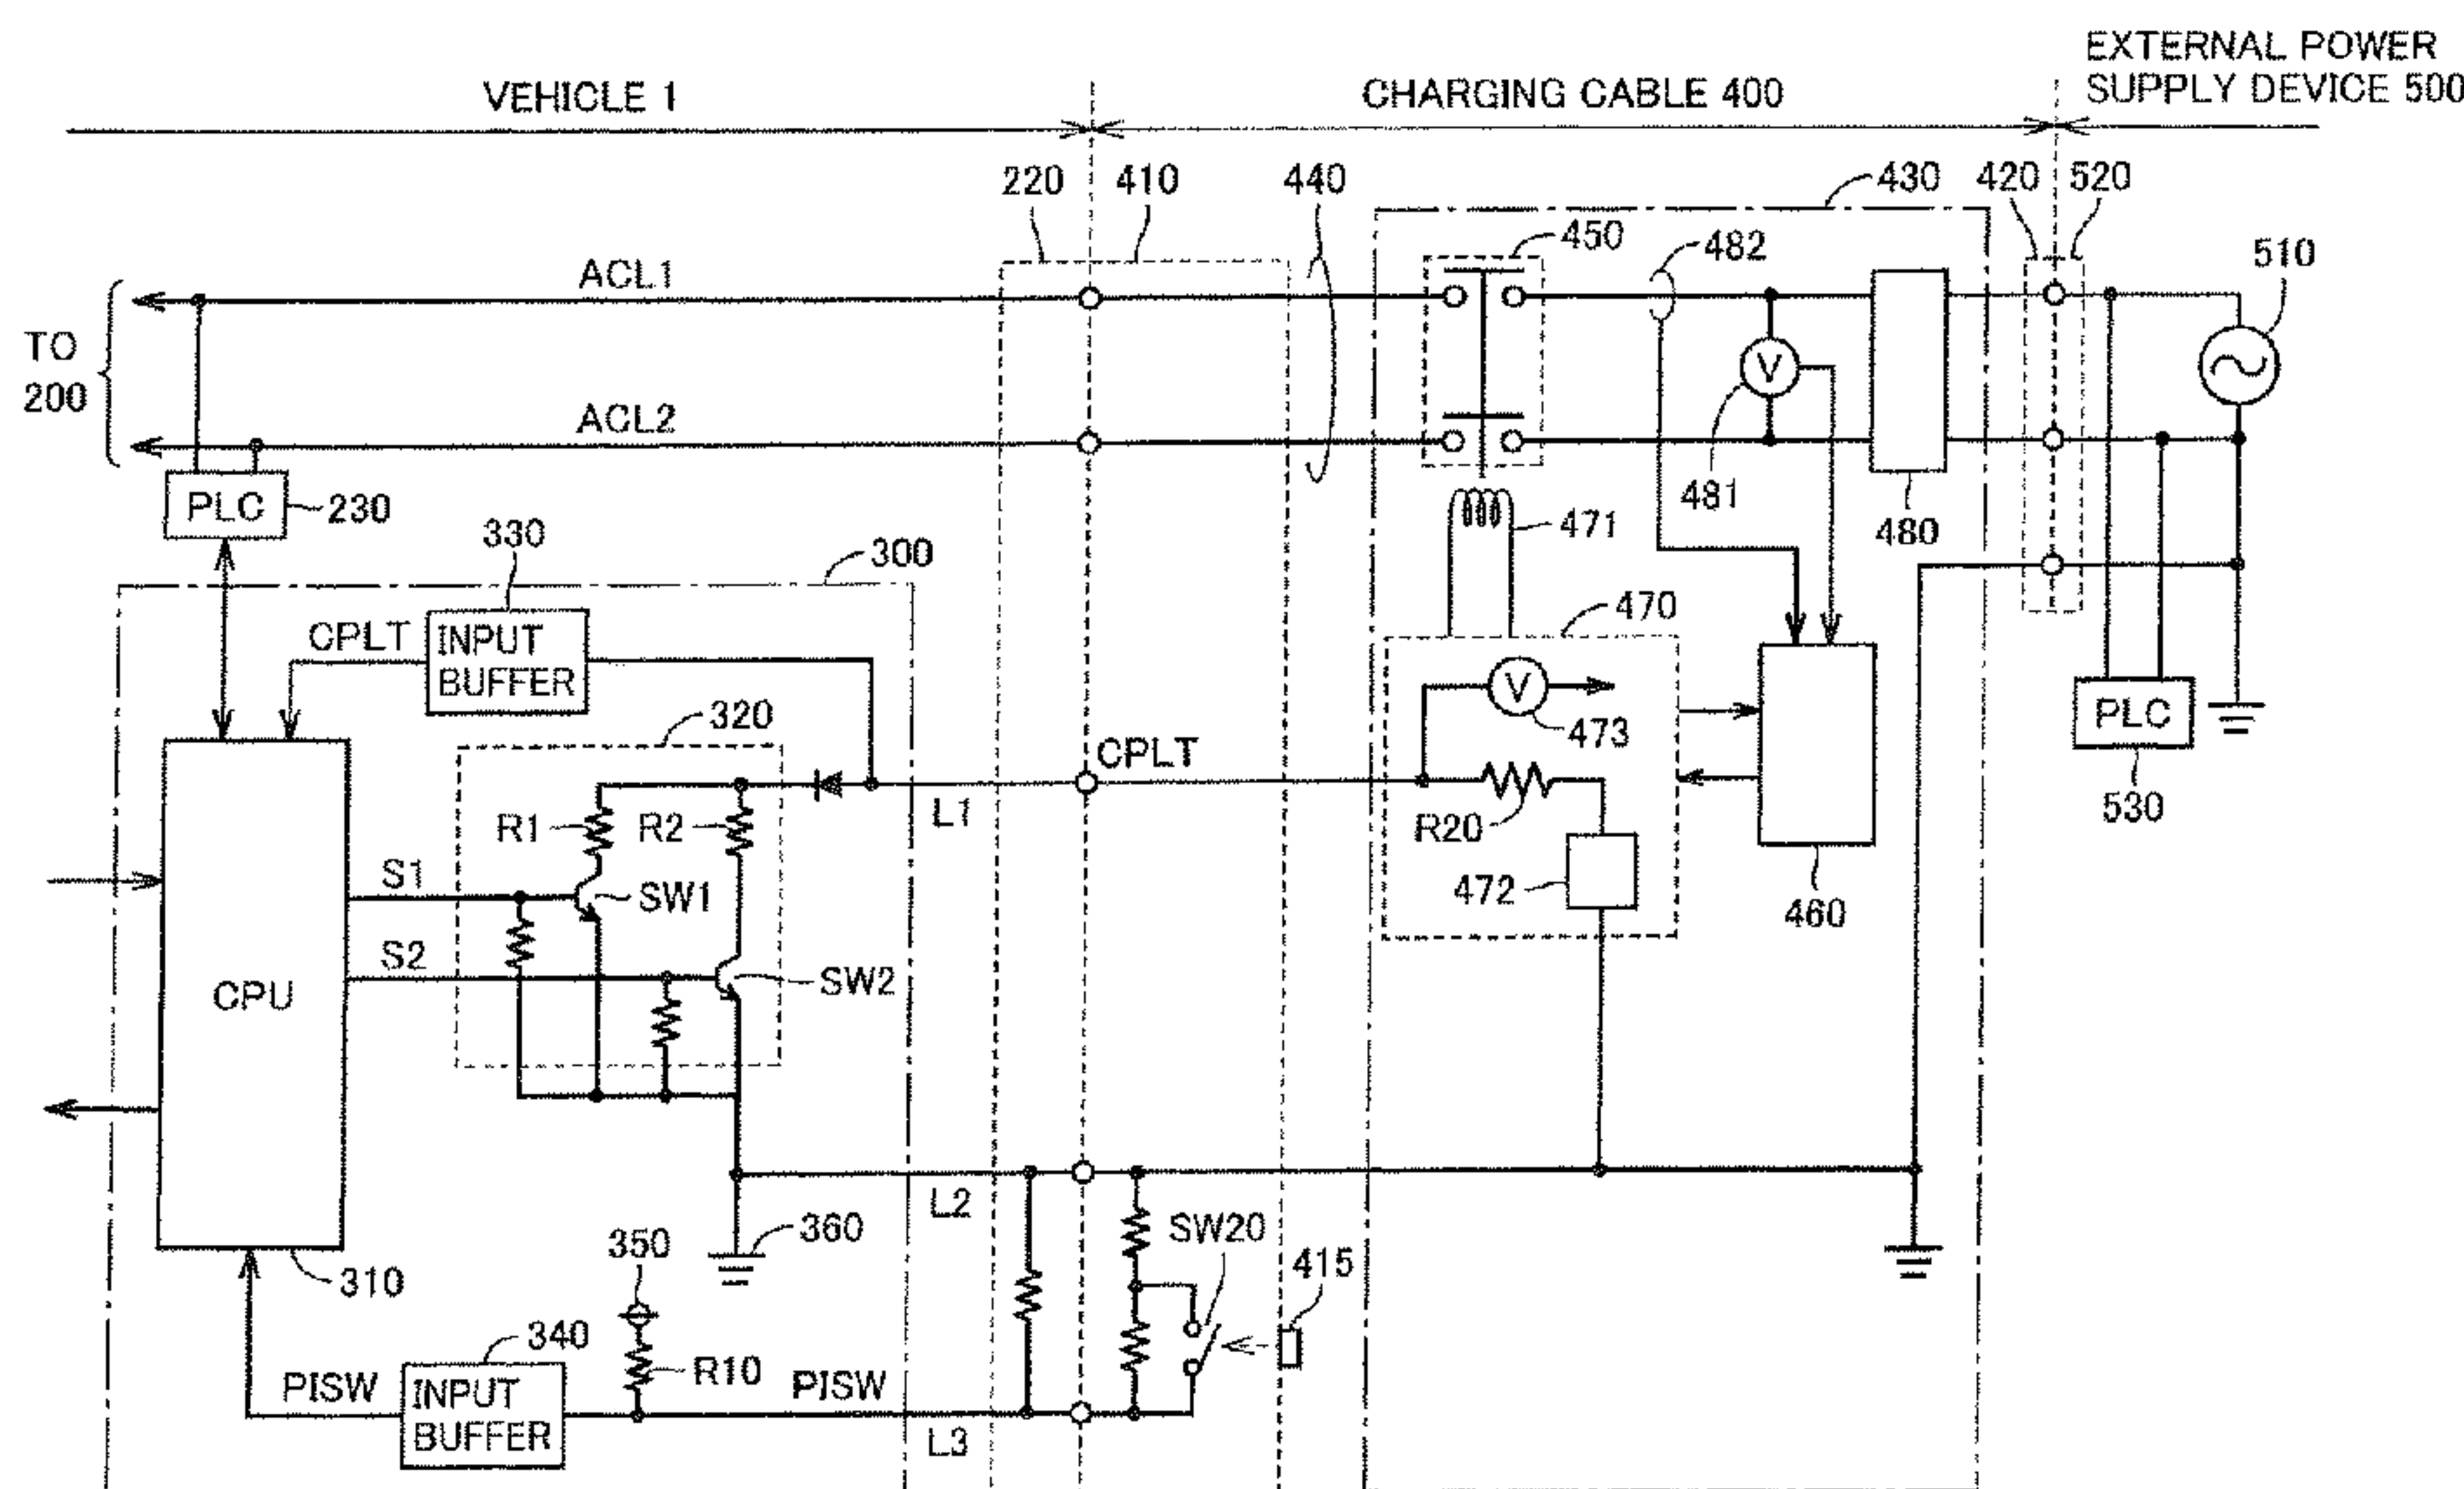 EXTERNAL POWER
SUPPLY DEVICE 500
VEHICLE 1
CHARGING CABLE 400
220
410
440
430
420
520
450
482
510
ACL1
TO
200
ACL2
V
481
480
PLC
230
471
330
300
470
CPLT
INPUT
BUFFER
320
V
473
PLC
530
CPLT
L1
R1
R2
R20
S1
SW1
472
460
S2
SW2
CPU
L2
360
SW20
350
415
310
340
R10
PISW
INPUT
BUFFER
PISW
L3